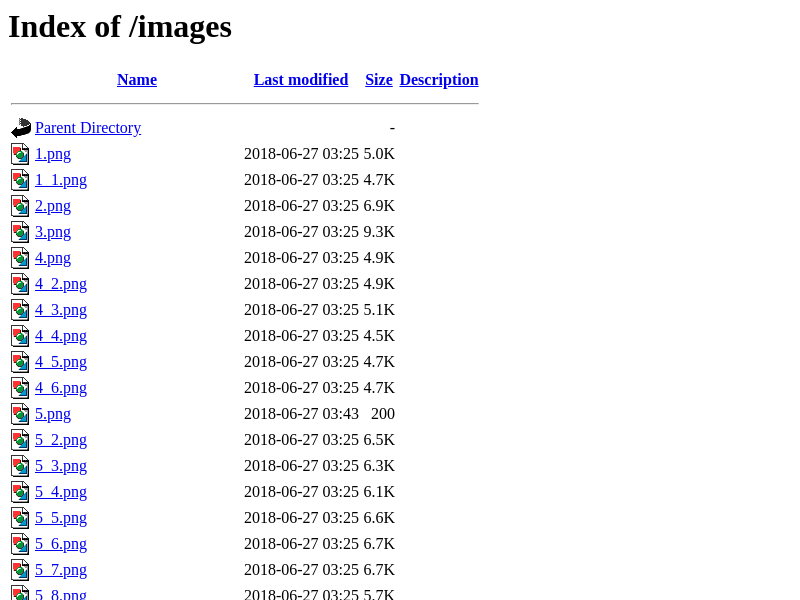 Index of /images
Name Last modified Size Description
Parent Directory -
1.png 2018-06-27 03:25 5.0K
1_1.png 2018-06-27 03:25 4.7K
2.png 2018-06-27 03:25 6.9K
3.png 2018-06-27 03:25 9.3K
4.png 2018-06-27 03:25 4.9K
4_2.png 2018-06-27 03:25 4.9K
4_3.png 2018-06-27 03:25 5.1K
4_4.png 2018-06-27 03:25 4.5K
4_5.png 2018-06-27 03:25 4.7K
4_6.png 2018-06-27 03:25 4.7K
5.png 2018-06-27 03:43 200
5_2.png 2018-06-27 03:25 6.5K
5_3.png 2018-06-27 03:25 6.3K
5_4.png 2018-06-27 03:25 6.1K
5_5.png 2018-06-27 03:25 6.6K
5_6.png 2018-06-27 03:25 6.7K
5_7.png 2018-06-27 03:25 6.7K
5_8.png 2018-06-27 03:25 5.7K